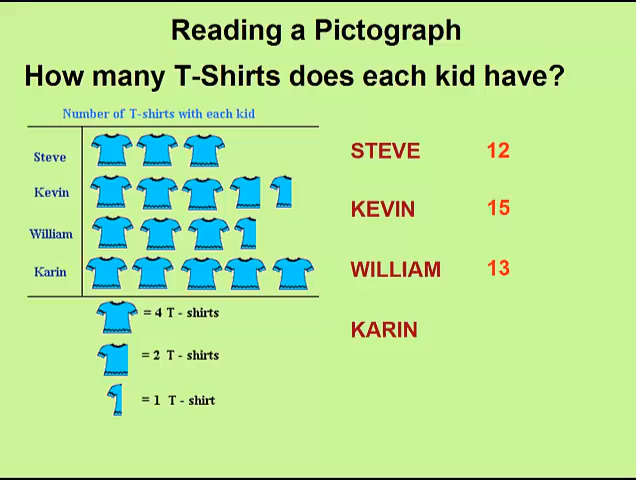 Reading a Pictograph
How many T-Shirts does each kid have?
Number of T-shirts with each kid
Steve
Kevin
William
Karin
= 4 T - shirts
= 2 T - shirts
= 1 T - shirt
STEVE 12
KEVIN 15
WILLIAM 13
KARIN